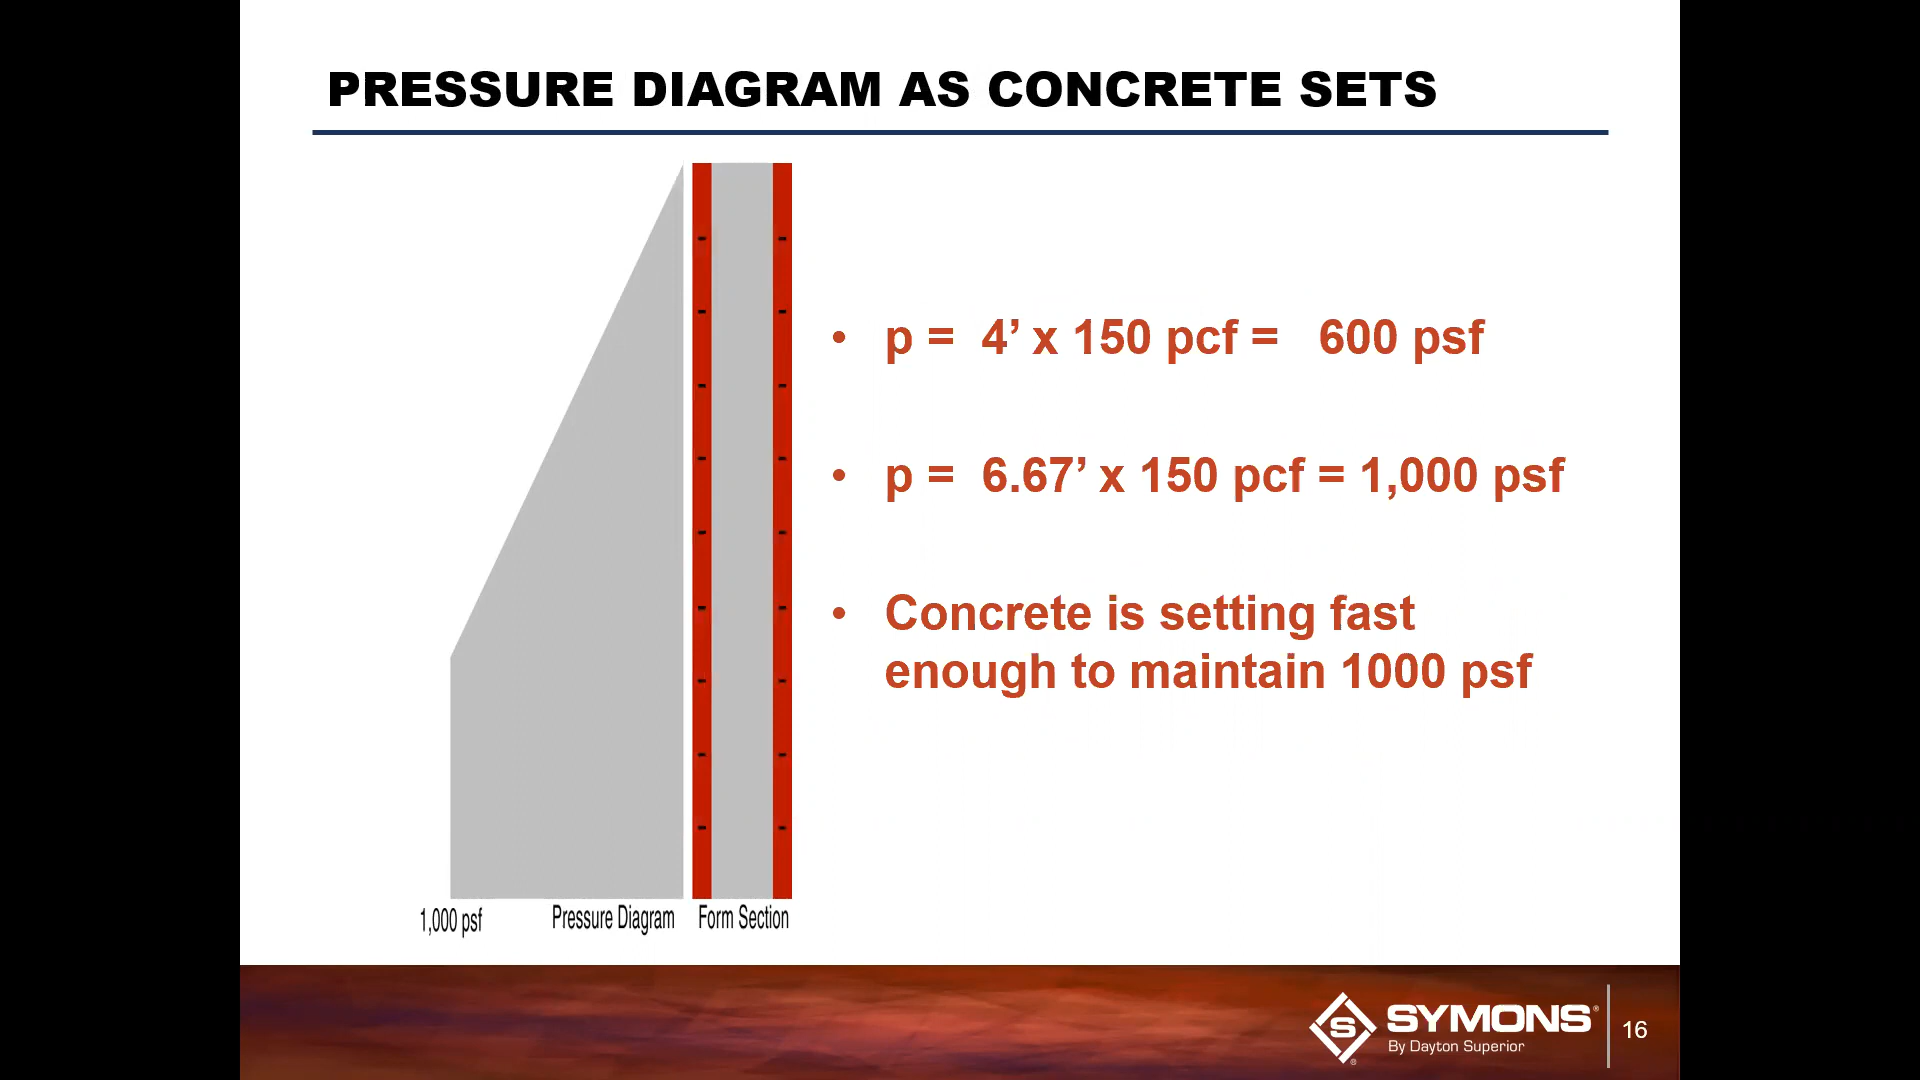 PRESSURE DIAGRAM AS CONCRETE SETS
• p = 4’ x 150 pcf = 600 psf
• p = 6.67’ x 150 pcf = 1,000 psf
• Concrete is setting fast
enough to maintain 1000 psf
1,000 psf
Pressure Diagram
Form Section
S SYMONS®
By Dayton Superior
16